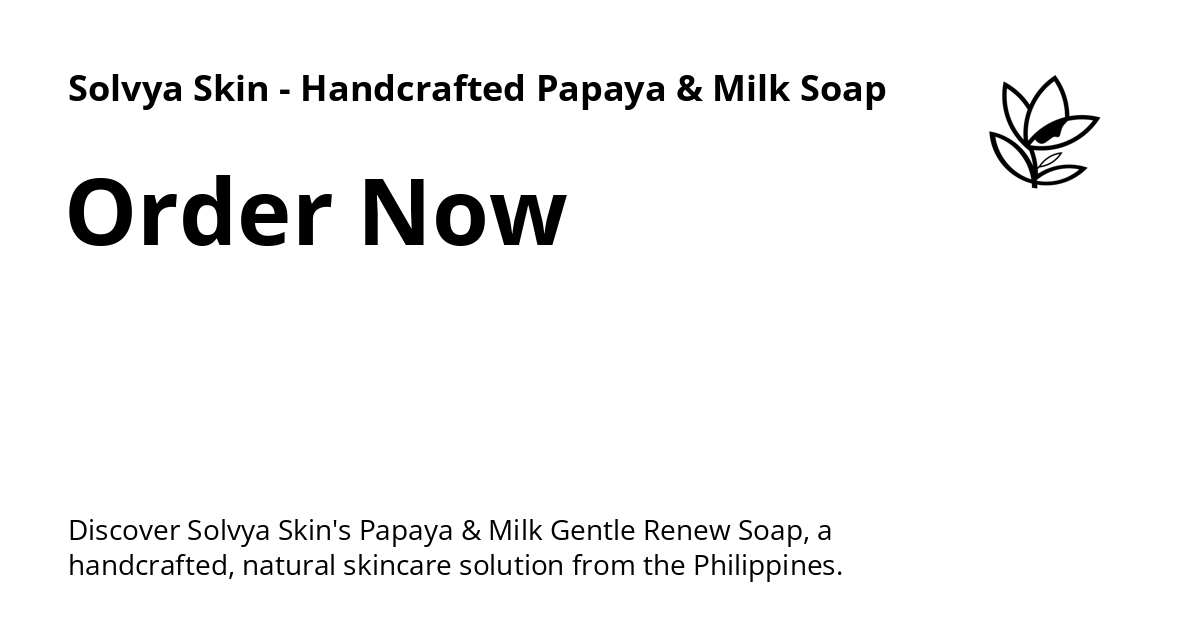 Solvya Skin - Handcrafted Papaya & Milk Soap
Order Now
Discover Solvya Skin's Papaya & Milk Gentle Renew Soap, a
handcrafted, natural skincare solution from the Philippines.